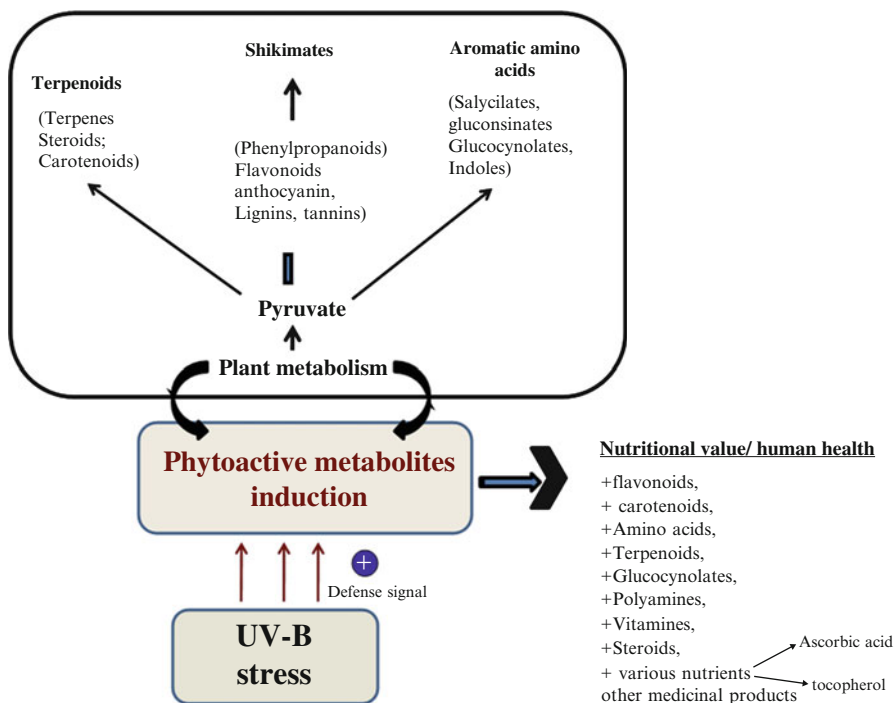 Terpenoids
(Terpenes
Steroids;
Carotenoids)
Shikimates
(Phenylpropanoids)
Flavonoids
anthocyanin,
Lignins, tannins)
Aromatic amino
acids
(Salycilates,
gluconsinates
Glucocynolates,
Indoles)
Pyruvate
Plant metabolism
Phytoactive metabolites
induction
+
Defense signal
UV-B
stress
Nutritional value/ human health
+flavonoids,
+ carotenoids,
+Amino acids,
+Terpenoids,
+Glucocynolates,
+Polyamines,
+Vitamines,
+Steroids,
+ various nutrients
other medicinal products
Ascorbic acid
tocopherol